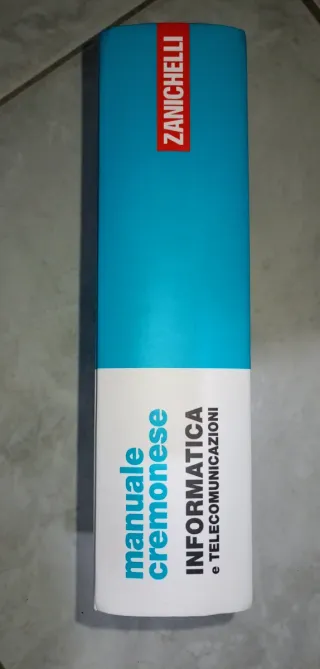 ZANICHELLI
manuale
cremonese
INFORMATICA
e TELECOMUNICAZIONI